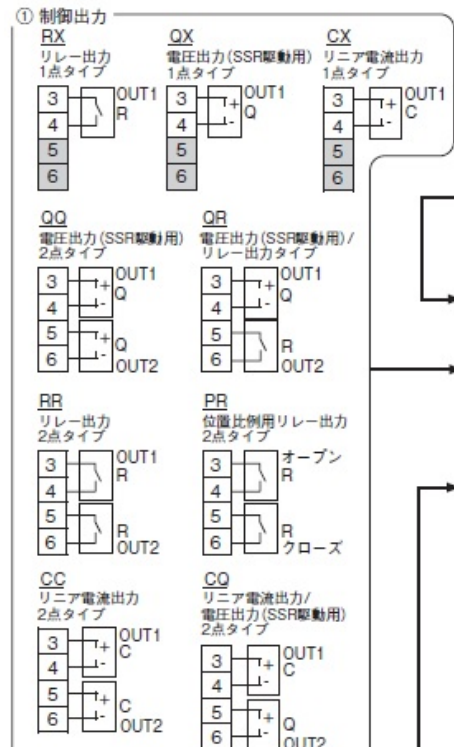 ① 制御出力
RX
リレー出力
1点タイプ
3
4
5
6
OUT1
R
QX
電圧出力(SSR駆動用)
1点タイプ
3
4
5
6
OUT1
+
-
Q
CX
リニア電流出力
1点タイプ
3
4
5
6
OUT1
+
-
C
QQ
電圧出力(SSR駆動用)
2点タイプ
3
4
5
6
OUT1
+
-
Q
+
-
Q
OUT2
QR
電圧出力(SSR駆動用)/
リレー出力タイプ
3
4
5
6
OUT1
+
-
Q
R
OUT2
RR
リレー出力
2点タイプ
3
4
5
6
OUT1
R
R
OUT2
PR
位置比例用リレー出力
2点タイプ
3
4
5
6
オープン
R
R
クローズ
CC
リニア電流出力
2点タイプ
3
4
5
6
OUT1
+
-
C
+
-
C
OUT2
CQ
リニア電流出力/
電圧出力(SSR駆動用)
2点タイプ
3
4
5
6
OUT1
+
-
C
+
-
Q
OUT2